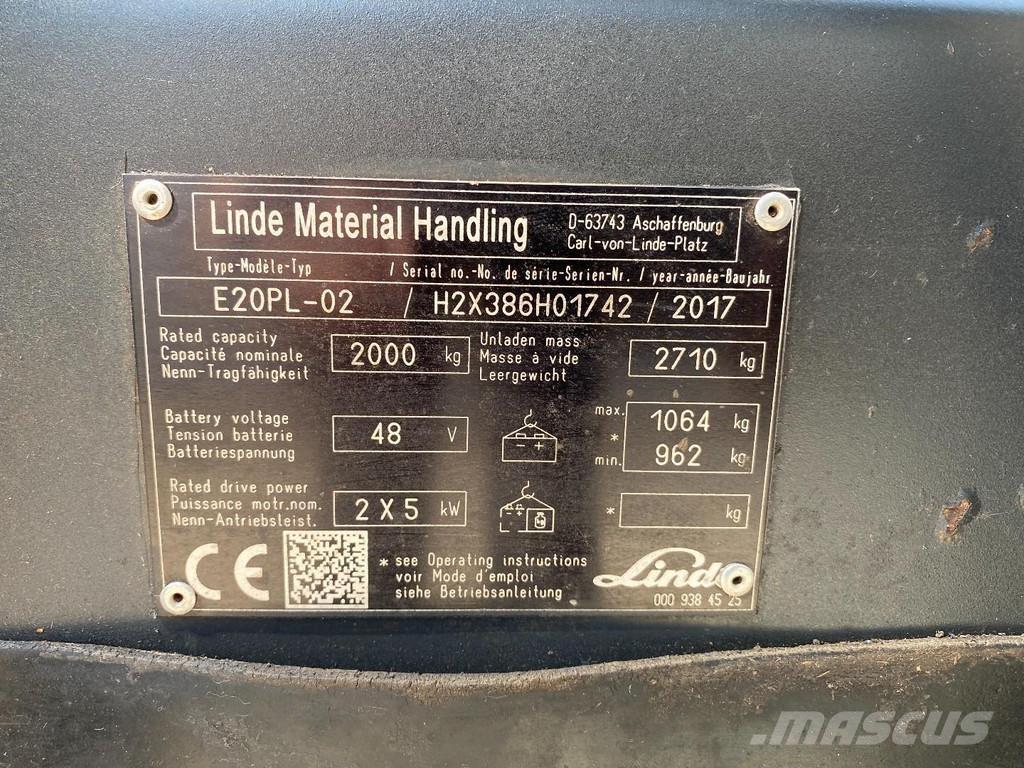 Linde Material Handling
D-63743 Aschaffenburg
Carl-von-Linde-Platz
Type-Modèle-Typ / Serial no.-No. de série-Serien-Nr. / year-année-Baujahr
E20PL-02 / H2X386H01742 / 2017
Rated capacity
Capacité nominale
Nenn-Tragfähigkeit
2000 kg
Unladen mass
Masse à vide
Leergewicht
2710 kg
Battery voltage
Tension batterie
Batteriespannung
48 V
- +
max. 1064 kg
*
min. 962 kg
Rated drive power
Puissance motr.nom.
Nenn-Antriebsleist.
2 X 5 kW
* kg
CE
* see Operating instructions
voir Mode d'emploi
siehe Betriebsanleitung
Linde
000 938 45 25
MASCUS